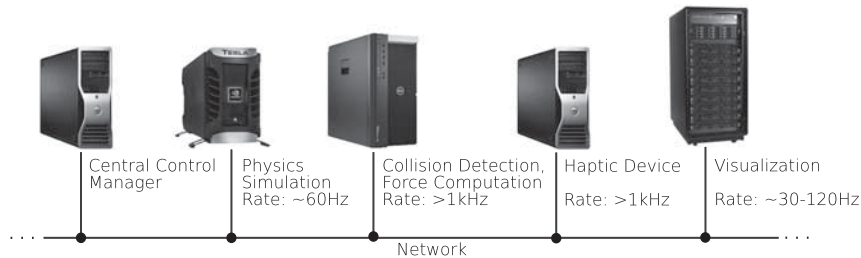 TESLA
Central Control
Manager
Physics
Simulation
Rate: ~60Hz
Collision Detection,
Force Computation
Rate: >1kHz
Haptic Device
Rate: >1kHz
Visualization
Rate: ~30-120Hz
. . .
. . .
Network